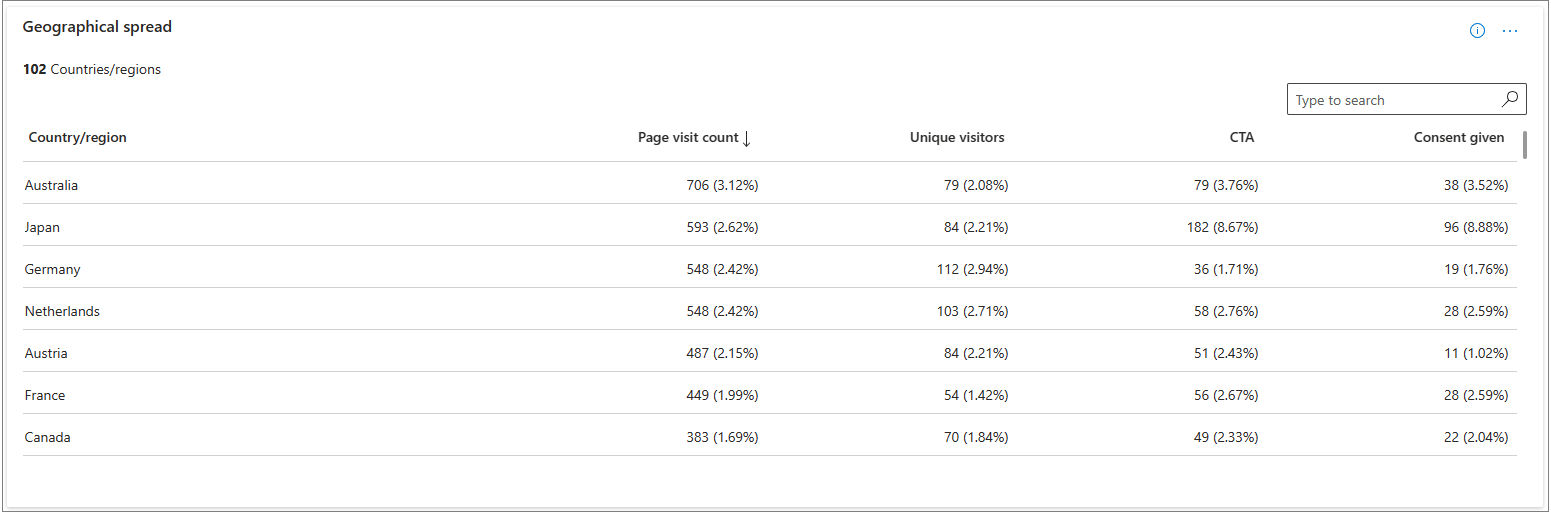 Geographical spread
102 Countries/regions
Type to search
Country/region Page visit count Unique visitors CTA Consent given
Australia 706 (3.12%) 79 (2.08%) 79 (3.76%) 38 (3.52%)
Japan 593 (2.62%) 84 (2.21%) 182 (8.67%) 96 (8.88%)
Germany 548 (2.42%) 112 (2.94%) 36 (1.71%) 19 (1.76%)
Netherlands 548 (2.42%) 103 (2.71%) 58 (2.76%) 28 (2.59%)
Austria 487 (2.15%) 84 (2.21%) 51 (2.43%) 11 (1.02%)
France 449 (1.99%) 54 (1.42%) 56 (2.67%) 28 (2.59%)
Canada 383 (1.69%) 70 (1.84%) 49 (2.33%) 22 (2.04%)